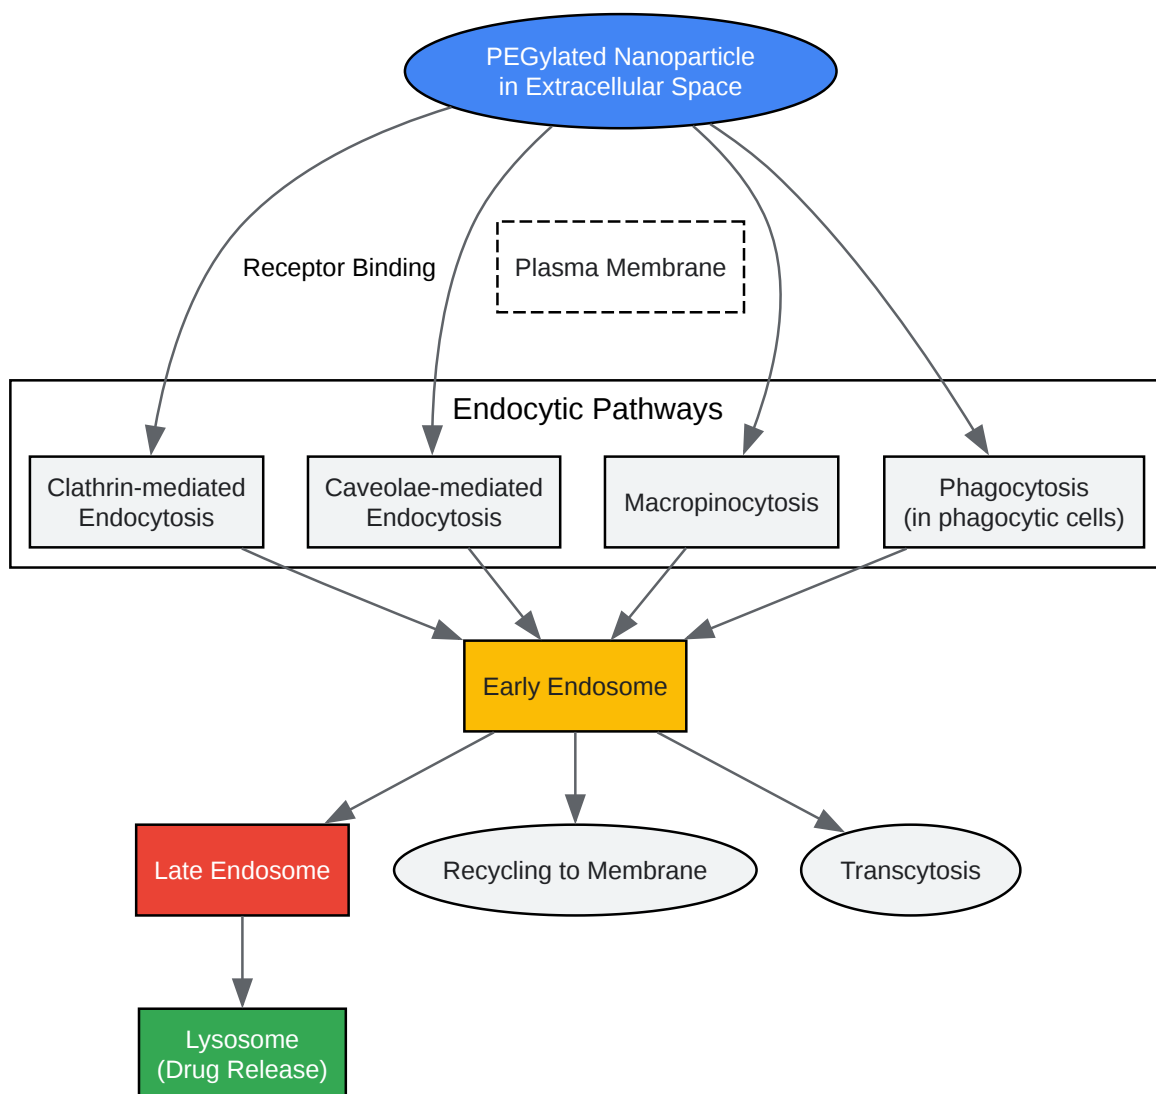 PEGylated Nanoparticle
in Extracellular Space
Receptor Binding
Plasma Membrane
Endocytic Pathways
Clathrin-mediated
Endocytosis
Caveolae-mediated
Endocytosis
Macropinocytosis
Phagocytosis
(in phagocytic cells)
Early Endosome
Late Endosome
Recycling to Membrane
Transcytosis
Lysosome
(Drug Release)